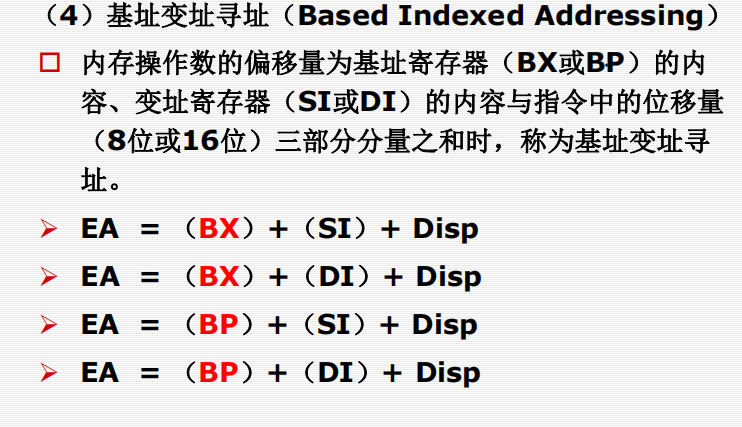 （4）基址变址寻址（Based Indexed Addressing）
内存操作数的偏移量为基址寄存器（BX或BP）的内
容、变址寄存器（SI或DI）的内容与指令中的位移量
（8位或16位）三部分分量之和时，称为基址变址寻
址。
EA = （BX）+（SI）+ Disp
EA = （BX）+（DI）+ Disp
EA = （BP）+（SI）+ Disp
EA = （BP）+（DI）+ Disp